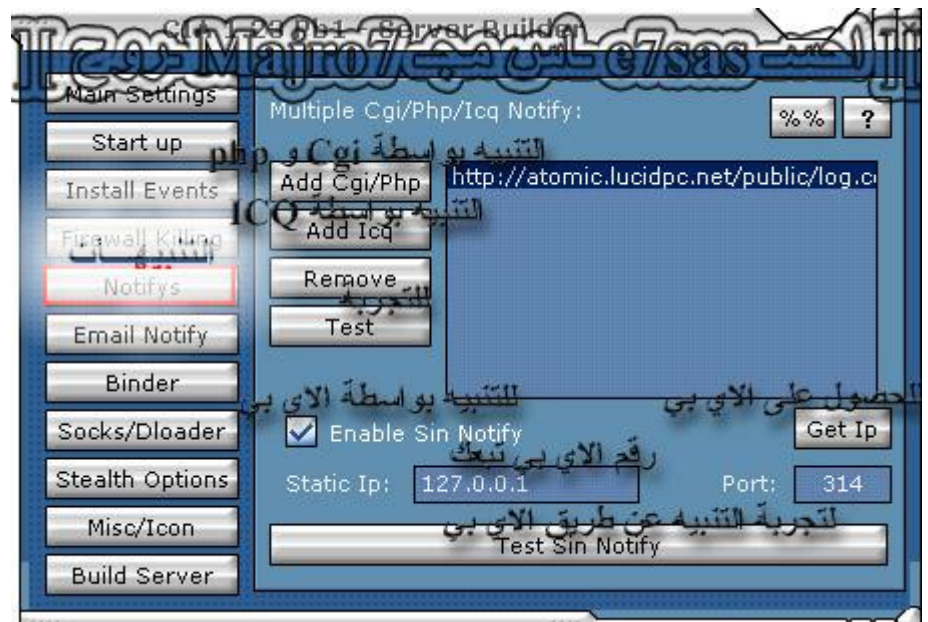 Server Builder
Majro7
e7sas
Main Settings
Start up
Install Events
Firewall Killing
Notifys
التنبيهات
Email Notify
Binder
Socks/Dloader
Stealth Options
Misc/Icon
Build Server
Multiple Cgi/Php/Icq Notify:
%%
?
التنبيه بواسطة Cgi و php
Add Cgi/Php
http://atomic.lucidpc.net/public/log.c
التنبيه بواسطة ICQ
Add Icq
Remove
للتجربة
Test
للتنبيه بواسطة الاي بي
على الاي بي
Enable Sin Notify
Get Ip
رقم الاي بي تبعك
Static Ip:
127.0.0.1
Port:
314
لتجربة التنبيه عن طريق الاي بي
Test Sin Notify